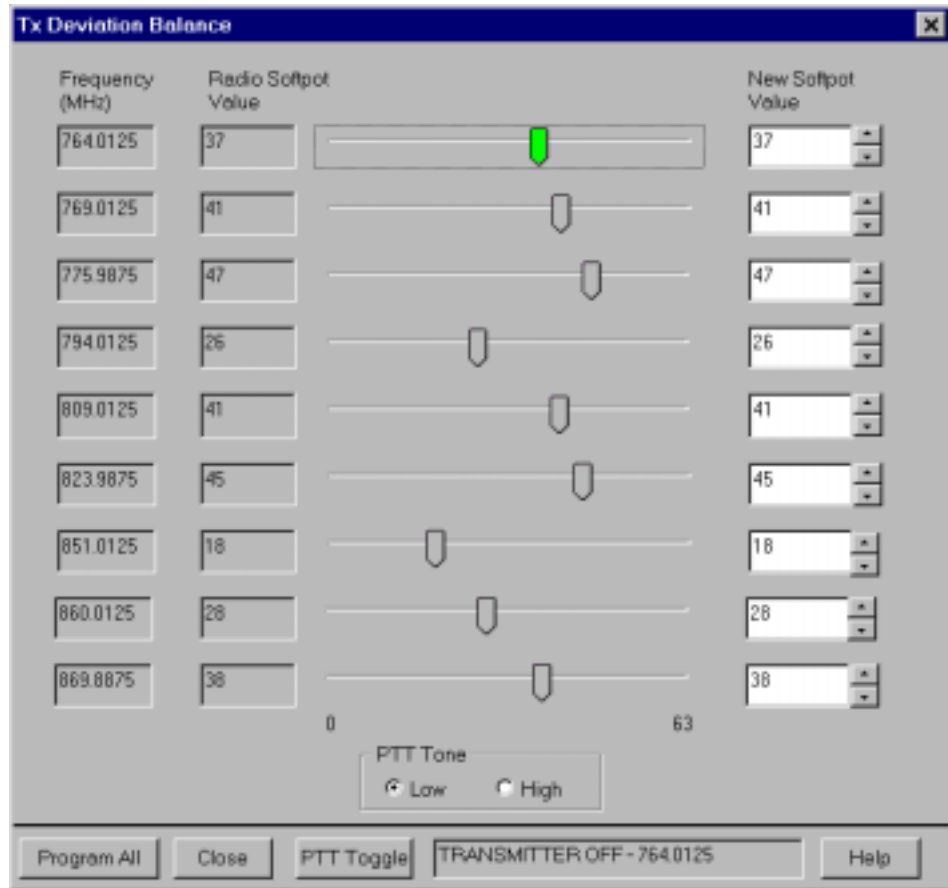 Tx Deviation Balance
Frequency (MHz)
Radio Softpot Value
New Softpot Value
764.0125 37 37
769.0125 41 41
775.9875 47 47
794.0125 26 26
809.0125 41 41
823.9875 45 45
851.0125 18 18
860.0125 28 28
869.8875 38 38
0 63
PTT Tone
Low High
Program All Close PTT Toggle TRANSMITTER OFF - 764.0125 Help